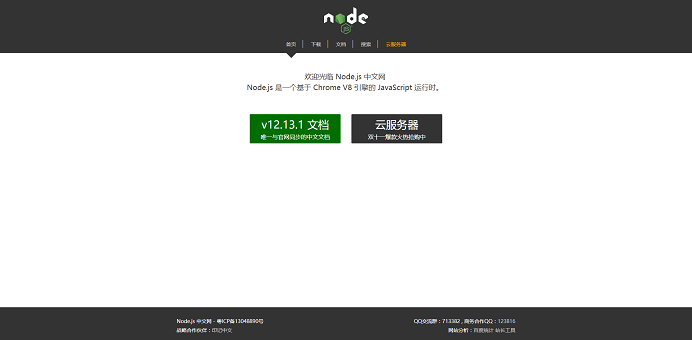 node
JS
首页 | 下载 | 文档 | 搜索 | 云服务器
欢迎光临 Node.js 中文网
Node.js 是一个基于 Chrome V8 引擎的 JavaScript 运行时。
v12.13.1 文档
唯一与官网同步的中文文档
云服务器
双十一爆款火热抢购中
Node.js 中文网 - 粤ICP备13048890号
战略合作伙伴：印记中文
QQ交流群：713382 , 商务合作QQ：123816
网站分析：百度统计 站长工具